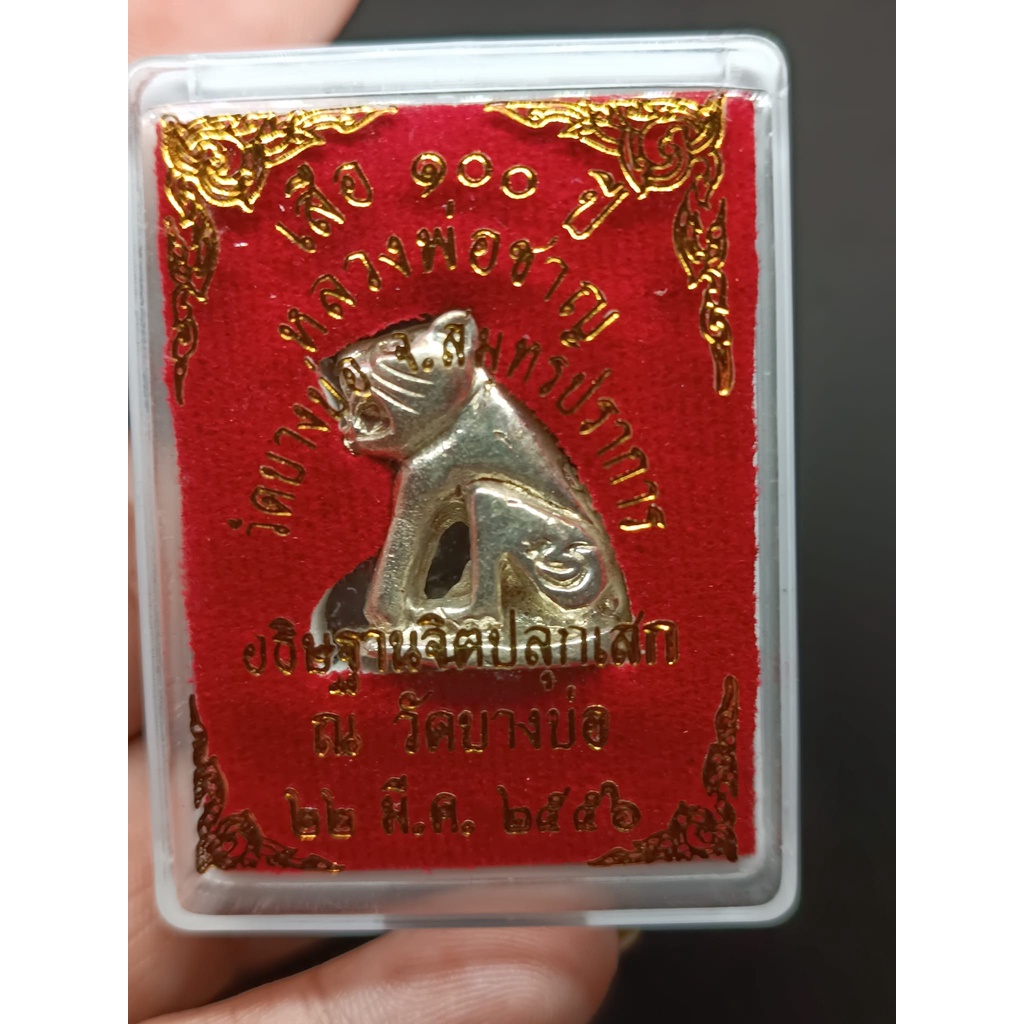 เสือ ๑๐๐ ปี
หลวงพ่อชาญ
วัดบางบ่อ จ.สมุทรปราการ
อธิษฐานจิตปลุกเสก
ณ วัดบางบ่อ
๒๒ มี.ค. ๒๕๕๖